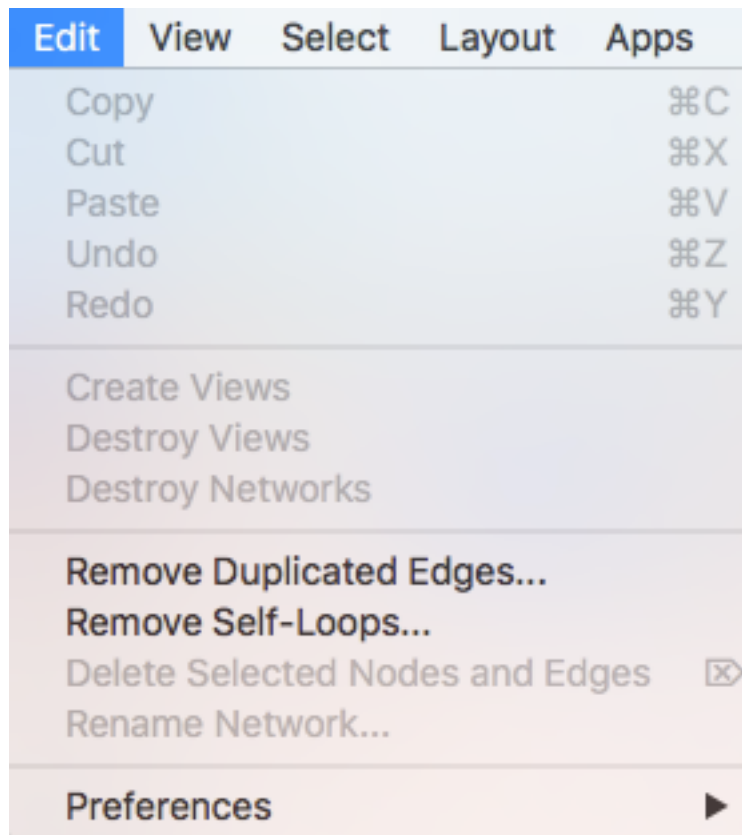 Edit View Select Layout Apps
Copy ⌘C
Cut ⌘X
Paste ⌘V
Undo ⌘Z
Redo ⌘Y
Create Views
Destroy Views
Destroy Networks
Remove Duplicated Edges...
Remove Self-Loops...
Delete Selected Nodes and Edges ⌦
Rename Network...
Preferences ▶